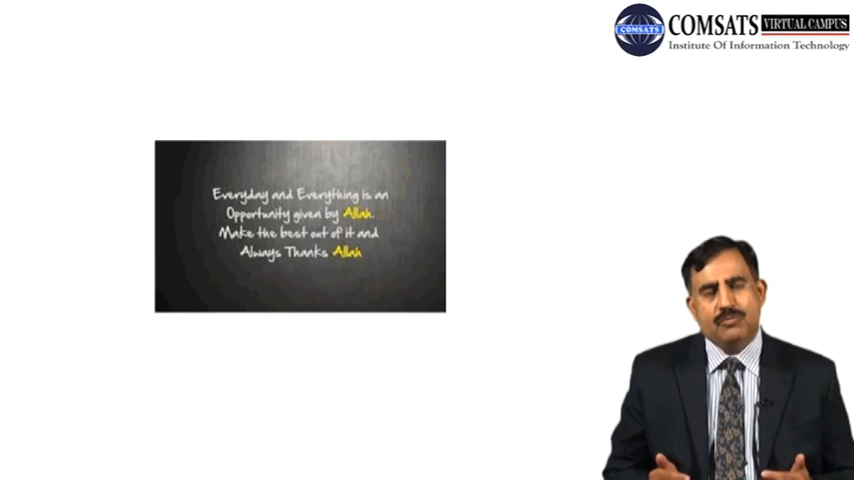 COMSATS VIRTUAL CAMPUS
Institute Of Information Technology
COMSATS
Everyday and Everything is an
Opportunity given by Allah.
Make the best out of it and
Always Thanks Allah